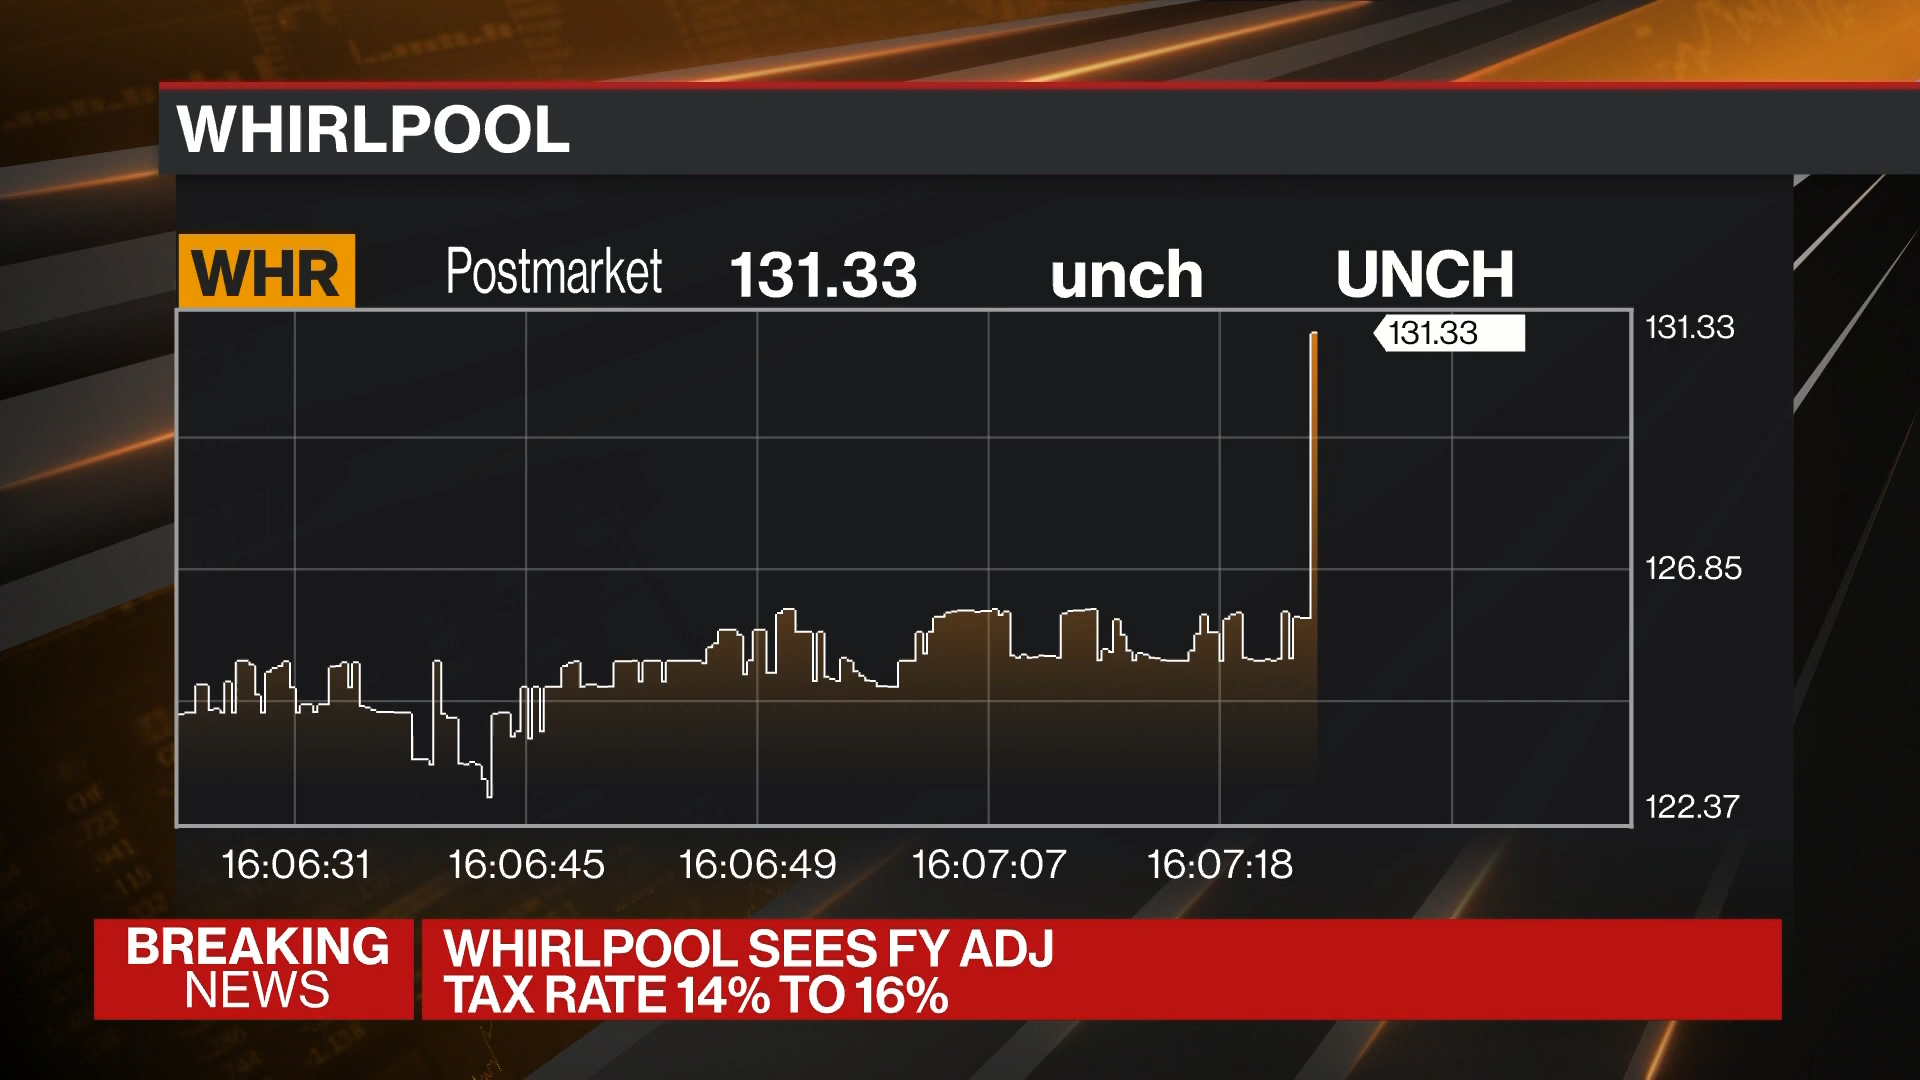 WHIRLPOOL
WHR Postmarket 131.33 unch UNCH
131.33
131.33
126.85
122.37
16:06:31 16:06:45 16:06:49 16:07:07 16:07:18
BREAKING
NEWS
WHIRLPOOL SEES FY ADJ
TAX RATE 14% TO 16%